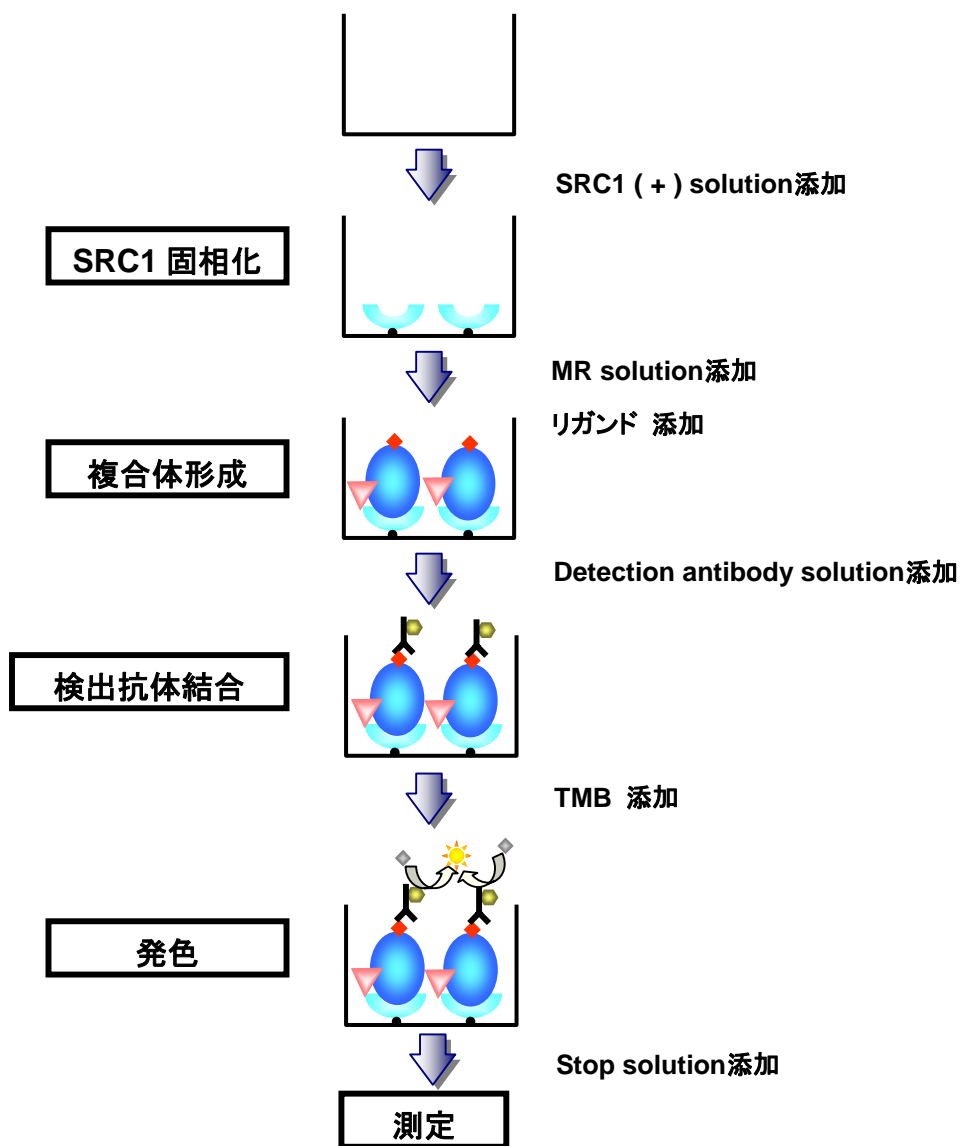 SRC1 ( + ) solution添加
SRC1 固相化
MR solution添加
リガンド 添加
複合体形成
Detection antibody solution添加
検出抗体結合
TMB 添加
発色
Stop solution添加
測定